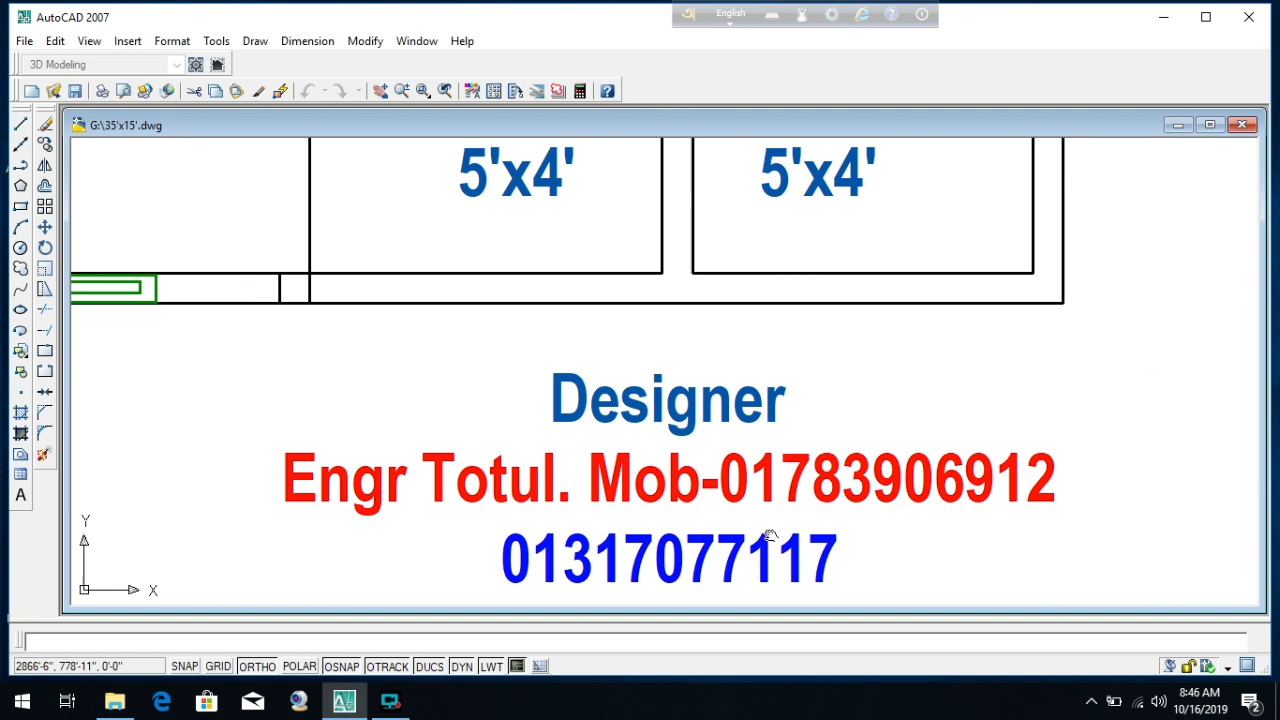 AutoCAD 2007
English
File Edit View Insert Format Tools Draw Dimension Modify Window Help
3D Modeling
G:\35'x15'.dwg
5'x4' 5'x4'
Designer
Engr Totul. Mob-01783906912
01317077117
Y
X
A
2866'-6", 778'-11", 0'-0" SNAP GRID ORTHO POLAR OSNAP OTRACK DUCS DYN LWT
8:46 AM
10/16/2019
2